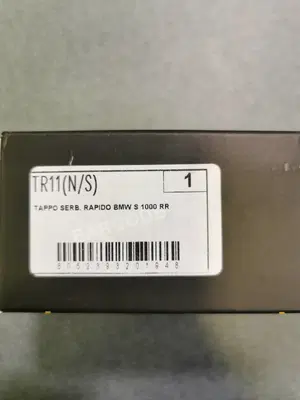 TR11(N/S)
1
TAPPO SERB. RAPIDO BMW S 1000 RR